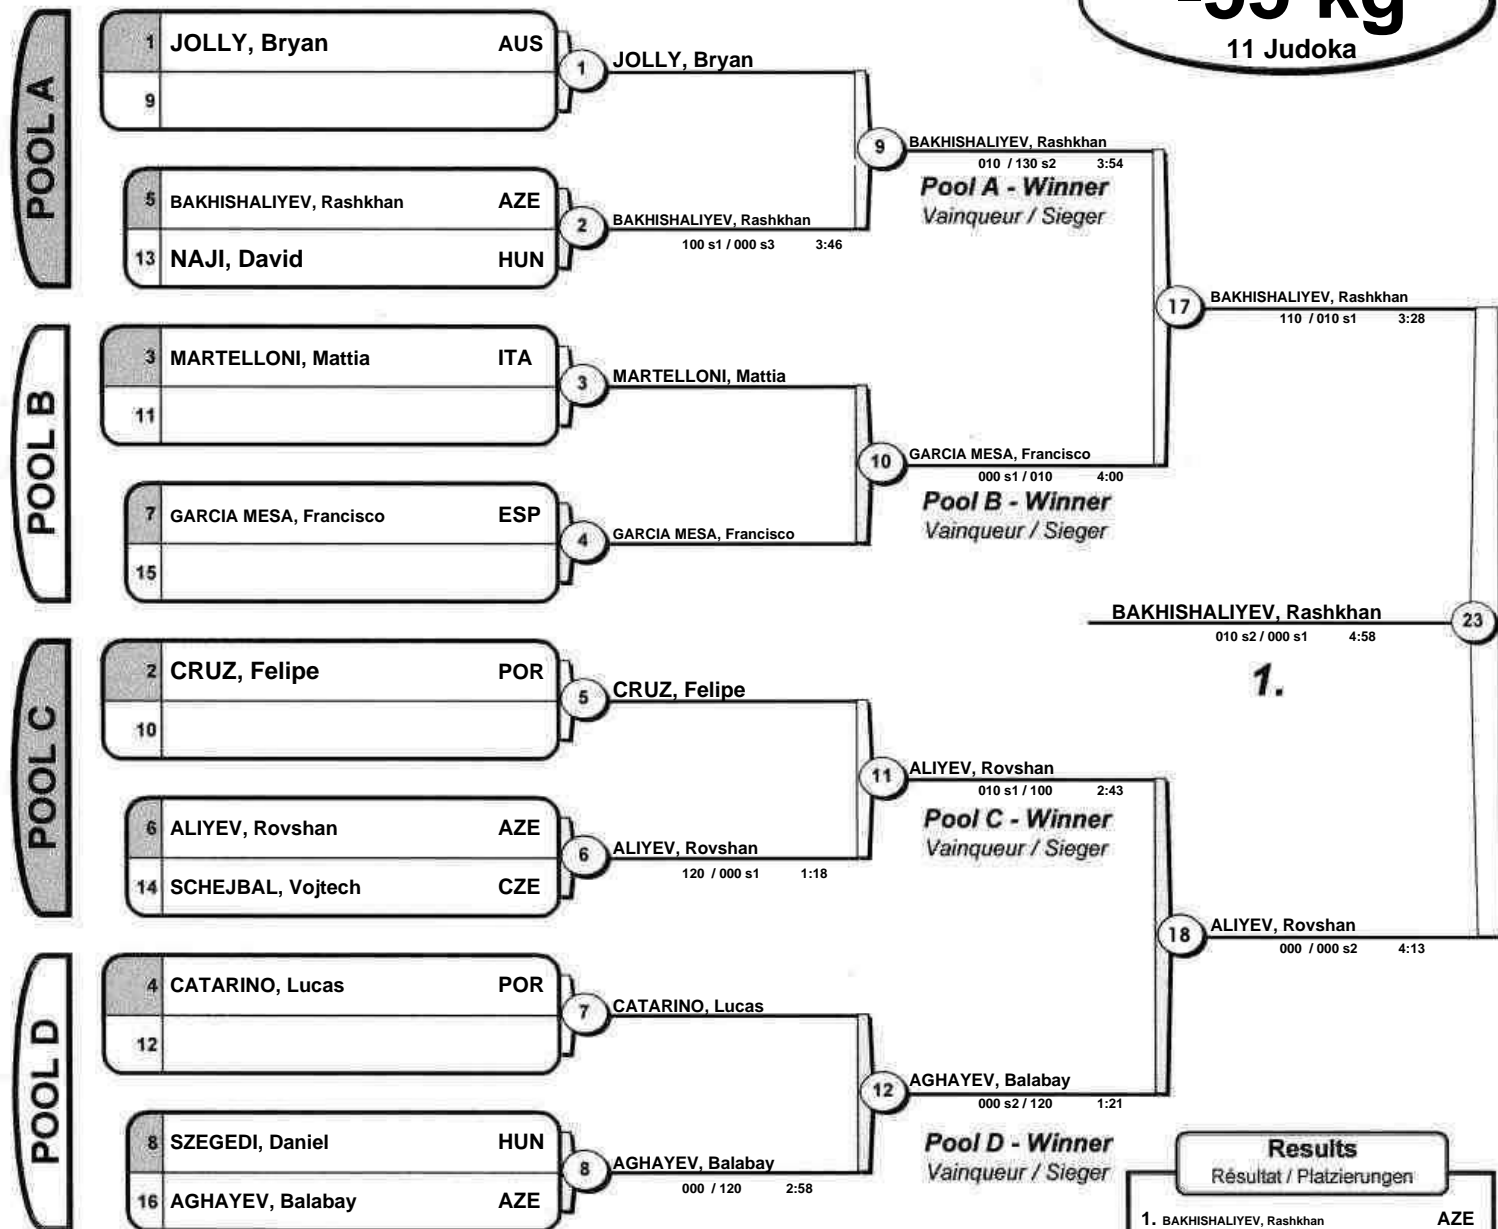 -55 kg
11 Judoka
POOL A
1 JOLLY, Bryan AUS
9
5 BAKHISHALIYEV, Rashkhan AZE
13 NAJI, David HUN
1 JOLLY, Bryan
2 BAKHISHALIYEV, Rashkhan
100 s1 / 000 s3 3:46
9 BAKHISHALIYEV, Rashkhan
010 / 130 s2 3:54
Pool A - Winner
Vainqueur / Sieger
POOL B
3 MARTELLONI, Mattia ITA
11
7 GARCIA MESA, Francisco ESP
15
3 MARTELLONI, Mattia
4 GARCIA MESA, Francisco
10 GARCIA MESA, Francisco
000 s1 / 010 4:00
Pool B - Winner
Vainqueur / Sieger
17 BAKHISHALIYEV, Rashkhan
110 / 010 s1 3:28
BAKHISHALIYEV, Rashkhan 23
010 s2 / 000 s1 4:58
1.
POOL C
2 CRUZ, Felipe POR
10
6 ALIYEV, Rovshan AZE
14 SCHEJBAL, Vojtech CZE
5 CRUZ, Felipe
6 ALIYEV, Rovshan
120 / 000 s1 1:18
11 ALIYEV, Rovshan
010 s1 / 100 2:43
Pool C - Winner
Vainqueur / Sieger
POOL D
4 CATARINO, Lucas POR
12
8 SZEGEDI, Daniel HUN
16 AGHAYEV, Balabay AZE
7 CATARINO, Lucas
8 AGHAYEV, Balabay
000 / 120 2:58
12 AGHAYEV, Balabay
000 s2 / 120 1:21
Pool D - Winner
Vainqueur / Sieger
18 ALIYEV, Rovshan
000 / 000 s2 4:13
Results
Résultat / Platzierungen
1. BAKHISHALIYEV, Rashkhan AZE